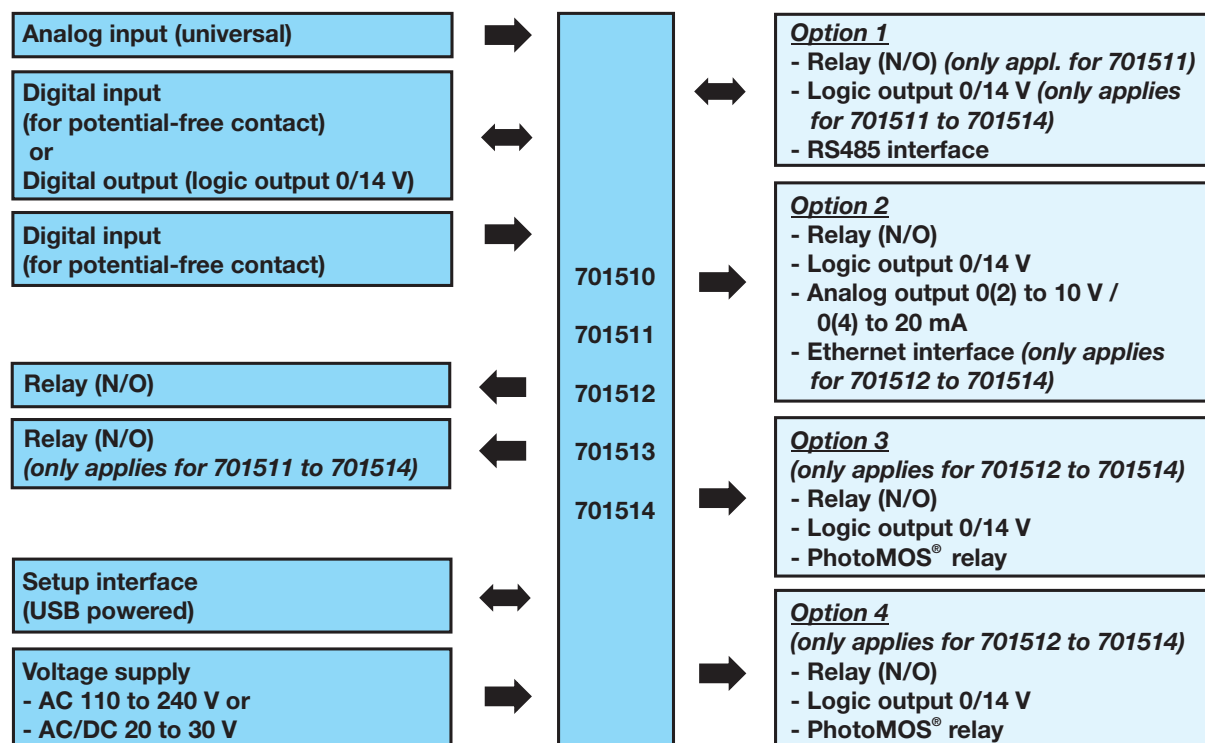 Analog input (universal)
Digital input
(for potential-free contact)
or
Digital output (logic output 0/14 V)
Digital input
(for potential-free contact)
Relay (N/O)
Relay (N/O)
(only applies for 701511 to 701514)
Setup interface
(USB powered)
Voltage supply
- AC 110 to 240 V or
- AC/DC 20 to 30 V
701510
701511
701512
701513
701514
Option 1
- Relay (N/O) (only appl. for 701511)
- Logic output 0/14 V (only applies
for 701511 to 701514)
- RS485 interface
Option 2
- Relay (N/O)
- Logic output 0/14 V
- Analog output 0(2) to 10 V /
0(4) to 20 mA
- Ethernet interface (only applies
for 701512 to 701514)
Option 3
(only applies for 701512 to 701514)
- Relay (N/O)
- Logic output 0/14 V
- PhotoMOS® relay
Option 4
(only applies for 701512 to 701514)
- Relay (N/O)
- Logic output 0/14 V
- PhotoMOS® relay